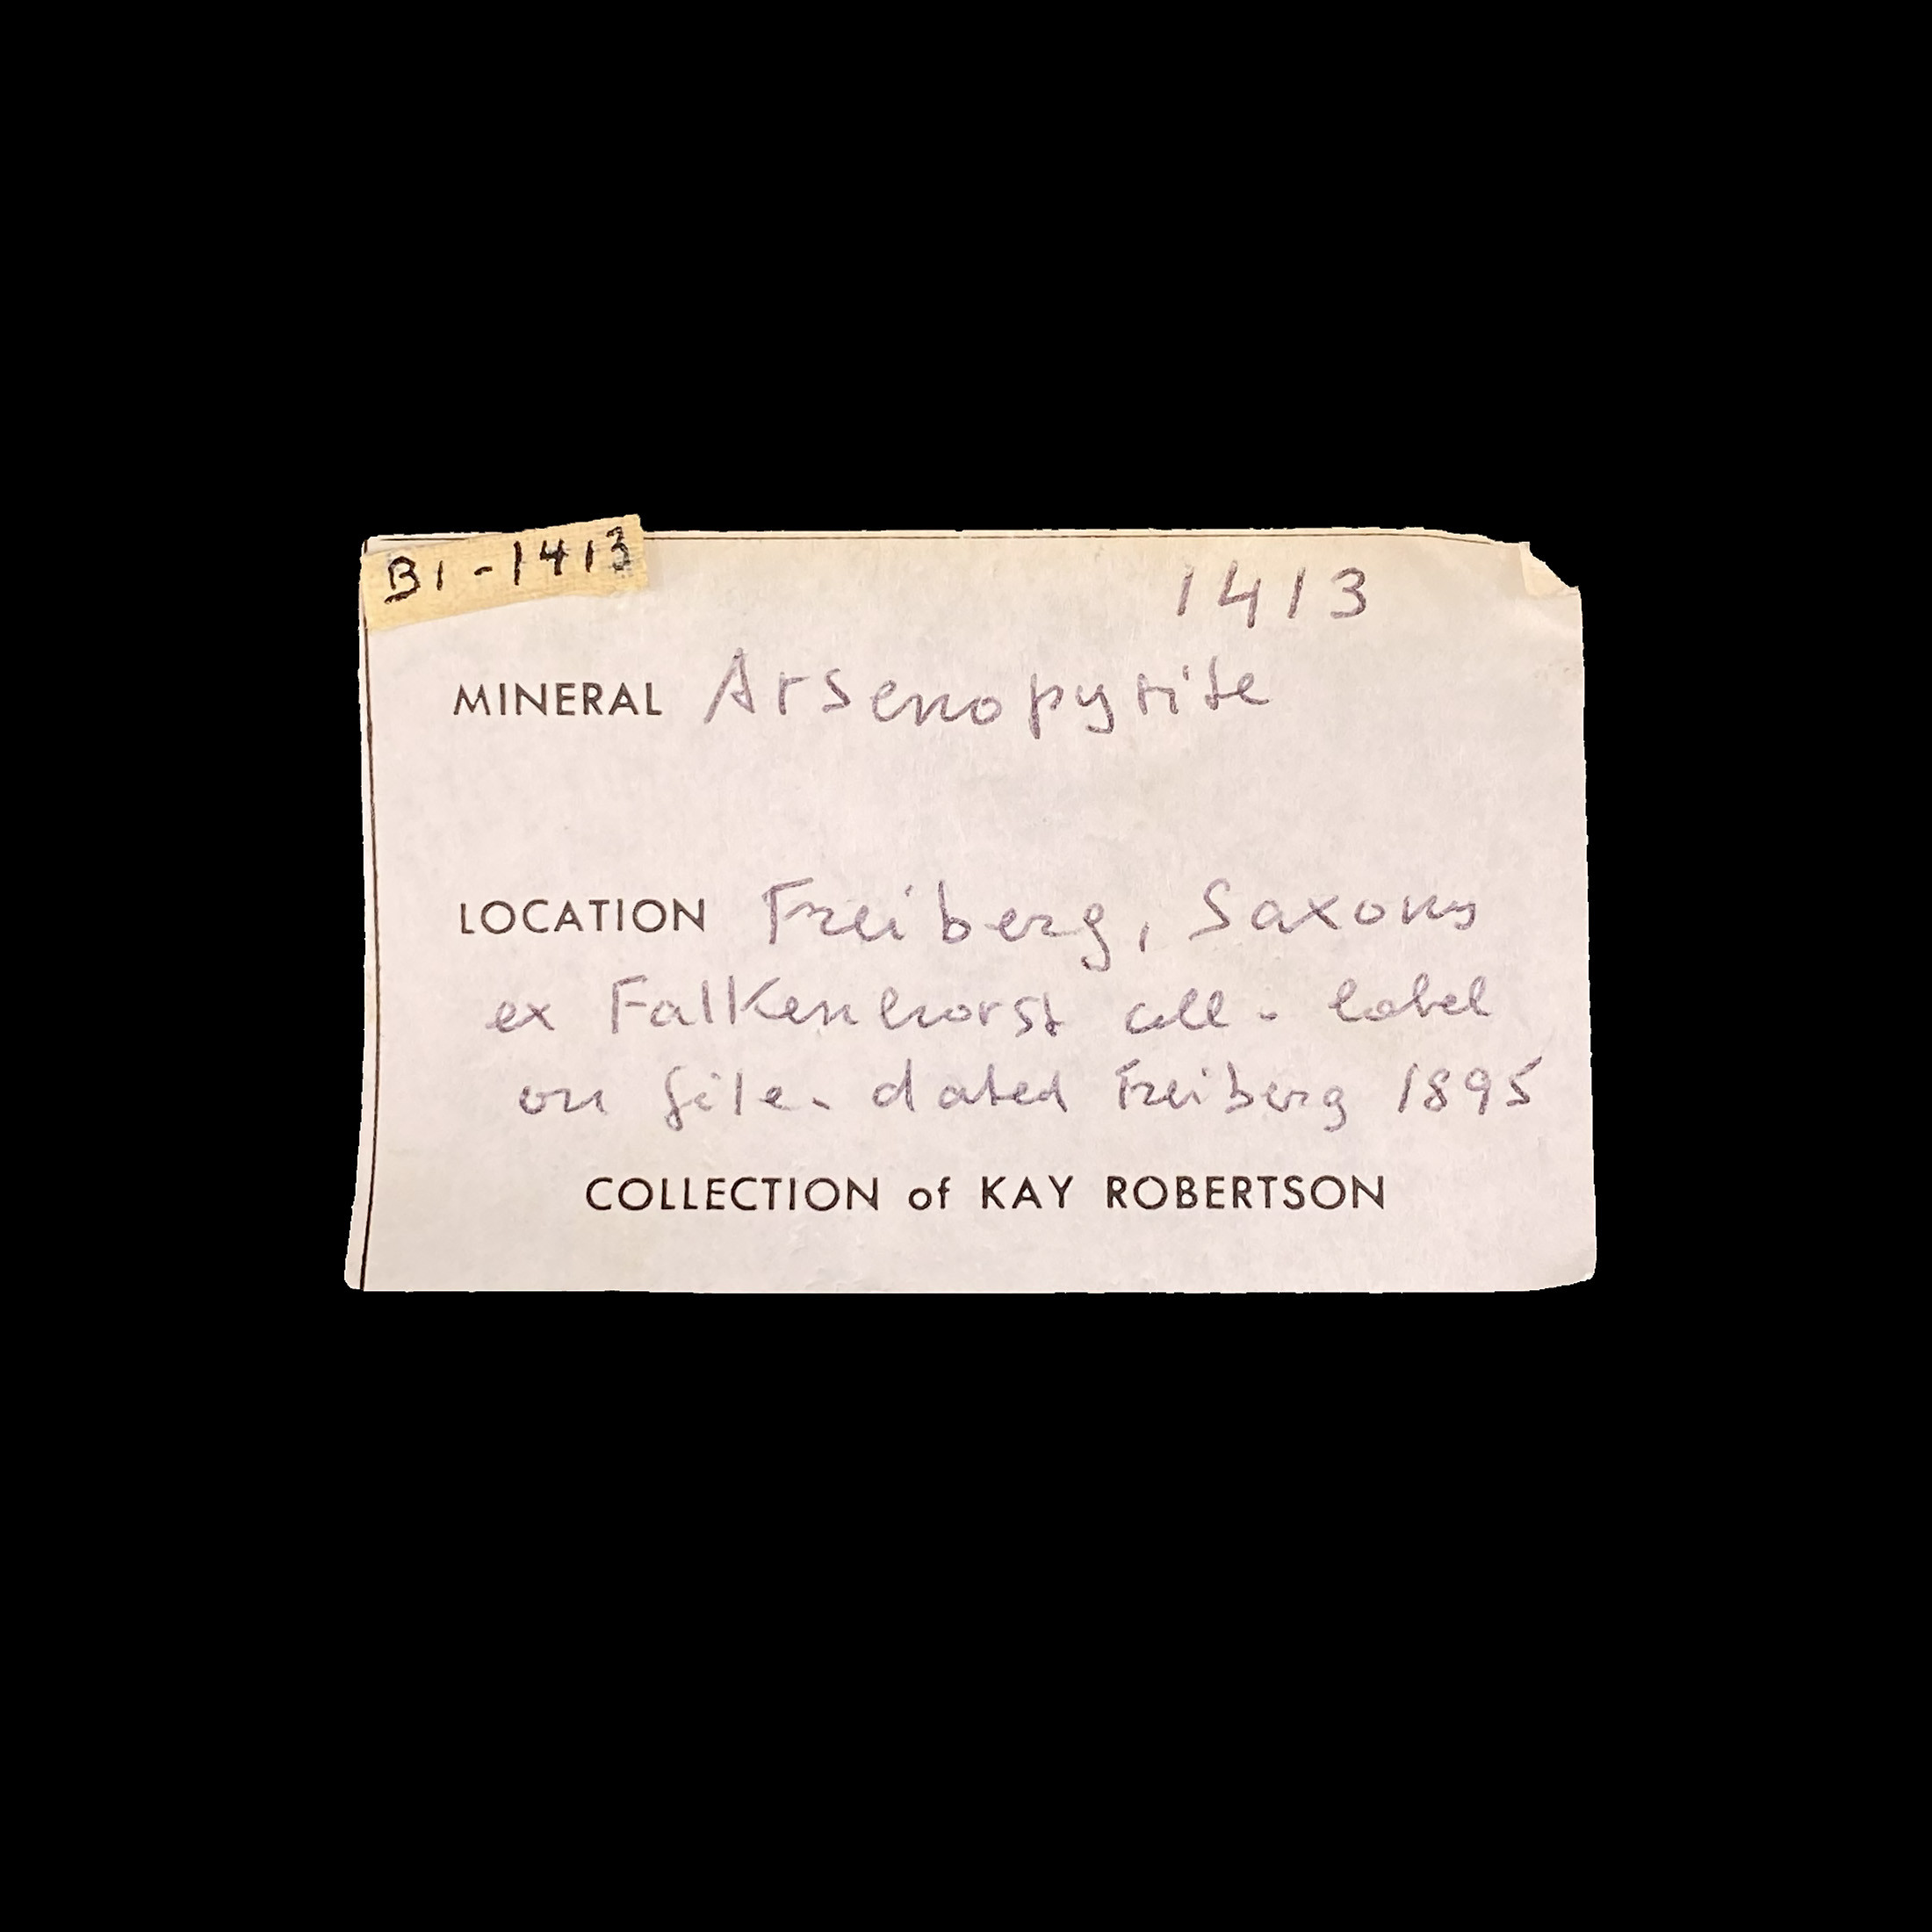 B1-1413
1413
MINERAL Arsenopyrite
LOCATION Freiberg, Saxony
ex Falkenhorst coll. label
on file. dated Freiberg 1895
COLLECTION of KAY ROBERTSON